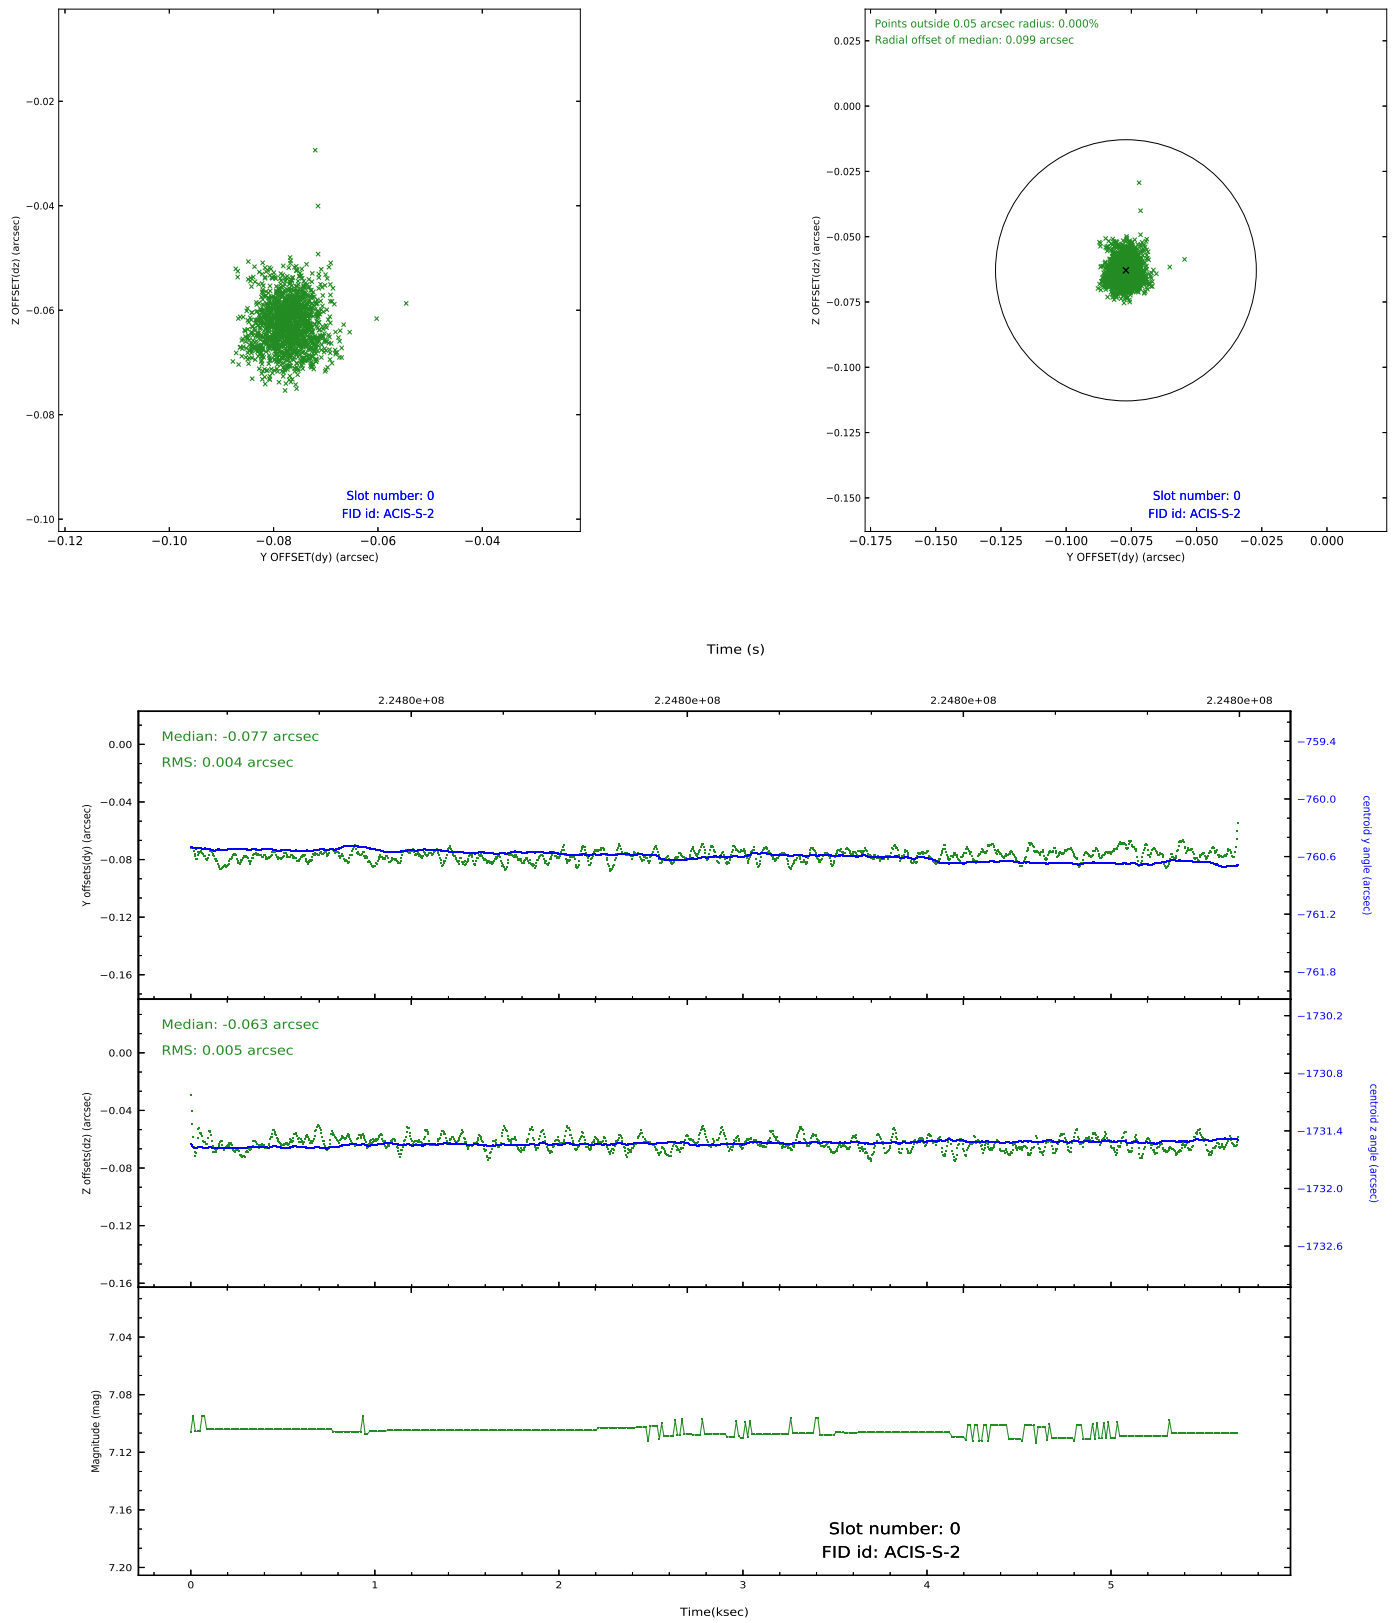 −0.02
−0.04
−0.06
−0.08
−0.10
Z OFFSET(dz) (arcsec)
Slot number: 0
FID id: ACIS-S-2
−0.12 −0.10 −0.08 −0.06 −0.04
Y OFFSET(dy) (arcsec)
Points outside 0.05 arcsec radius: 0.000%
Radial offset of median: 0.099 arcsec
0.025
0.000
−0.025
−0.050
−0.075
−0.100
−0.125
−0.150
Z OFFSET(dz) (arcsec)
Slot number: 0
FID id: ACIS-S-2
−0.175 −0.150 −0.125 −0.100 −0.075 −0.050 −0.025 0.000
Y OFFSET(dy) (arcsec)
Time (s)
2.2480e+08 2.2480e+08 2.2480e+08 2.2480e+08
Median: -0.077 arcsec
RMS: 0.004 arcsec
0.00
−0.04
−0.08
−0.12
−0.16
Y offsets(dy) (arcsec)
−759.4
−760.0
−760.6
−761.2
−761.8
centroid y angle (arcsec)
Median: -0.063 arcsec
RMS: 0.005 arcsec
0.00
−0.04
−0.08
−0.12
−0.16
Z offsets(dz) (arcsec)
−1730.2
−1730.8
−1731.4
−1732.0
−1732.6
centroid z angle (arcsec)
7.04
7.08
7.12
7.16
7.20
Magnitude (mag)
Slot number: 0
FID id: ACIS-S-2
0 1 2 3 4 5
Time(ksec)